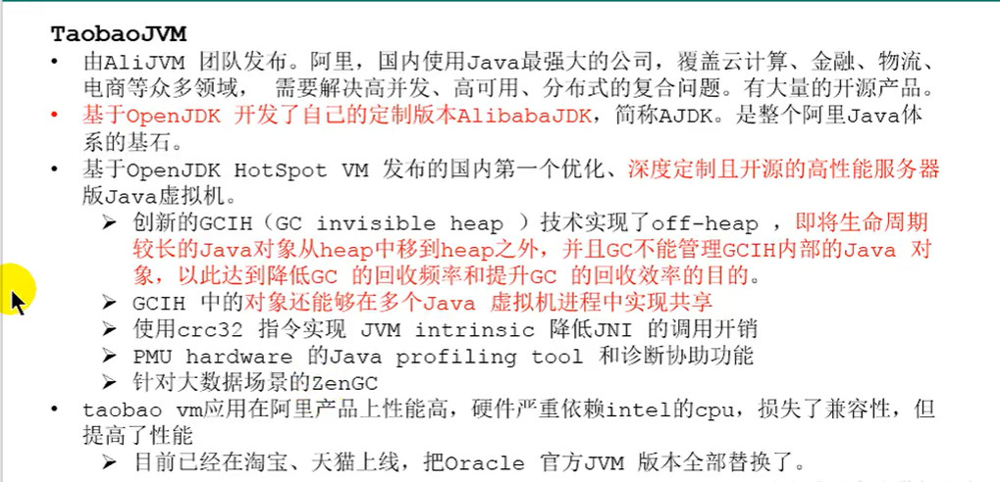 TaobaoJVM
• 由AliJVM 团队发布。阿里，国内使用Java最强大的公司，覆盖云计算、金融、物流、
电商等众多领域， 需要解决高并发、高可用、分布式的复合问题。有大量的开源产品。
• 基于OpenJDK 开发了自己的定制版本AlibabaJDK，简称AJDK。是整个阿里Java体
系的基石。
• 基于OpenJDK HotSpot VM 发布的国内第一个优化、深度定制且开源的高性能服务器
版Java虚拟机。
➢ 创新的GCIH（GC invisible heap ）技术实现了off-heap ，即将生命周期
较长的Java对象从heap中移到heap之外，并且GC不能管理GCIH内部的Java 对
象，以此达到降低GC 的回收频率和提升GC 的回收效率的目的。
➢ GCIH 中的对象还能够在多个Java 虚拟机进程中实现共享
➢ 使用crc32 指令实现 JVM intrinsic 降低JNI 的调用开销
➢ PMU hardware 的Java profiling tool 和诊断协助功能
➢ 针对大数据场景的ZenGC
• taobao vm应用在阿里产品上性能高，硬件严重依赖intel的cpu，损失了兼容性，但
提高了性能
➢ 目前已经在淘宝、天猫上线，把Oracle 官方JVM 版本全部替换了。